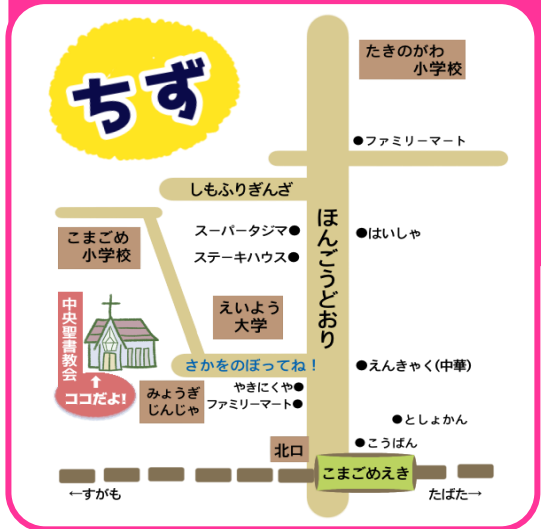 ちず
たきのがわ
小学校
●ファミリーマート
しもふりぎんざ
ほんごうどおり
スーパータジマ●
●はいしゃ
こまごめ
小学校
ステーキハウス●
えいよう
大学
中央聖書教会
ココだよ!
さかをのぼってね!
●えんきゃく(中華)
みょうぎ
じんじゃ
やきにくや●
ファミリーマート●
●としょかん
●こうばん
北口
こまごめえき
←すがも
たばた→